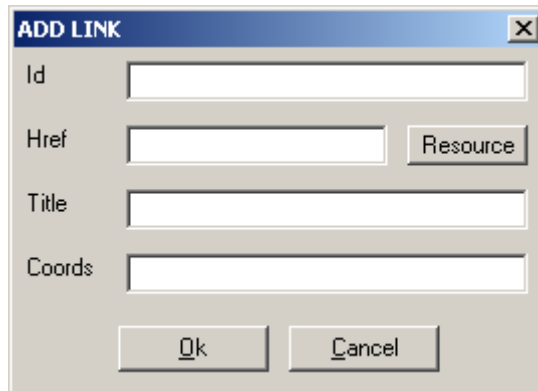 ADD LINK
Id
Href Resource
Title
Coords
Ok Cancel